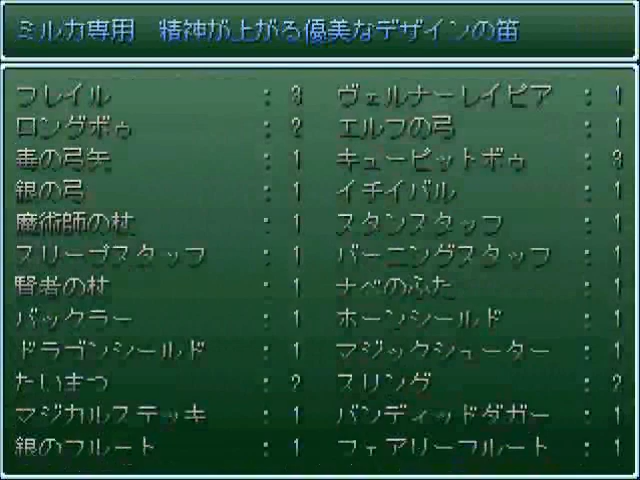 ミルカ専用　精神が上がる優美なデザインの笛
フレイル : 3 ヴェルナーレイピア : 1
ロングボゥ : 2 エルフの弓 : 1
毒の弓矢 : 1 キューピットボゥ : 3
銀の弓 : 1 イチイバル : 1
魔術師の杖 : 1 スタンスタッフ : 1
スリープスタッフ : 1 バーニングスタッフ : 1
賢者の杖 : 1 ナベのふた : 1
バックラー : 1 ホーンシールド : 1
ドラゴンシールド : 1 マジックシューター : 1
たいまつ : 2 スリング : 2
マジカルステッキ : 1 バンディッドダガー : 1
銀のフルート : 1 フェアリーフルート : 1